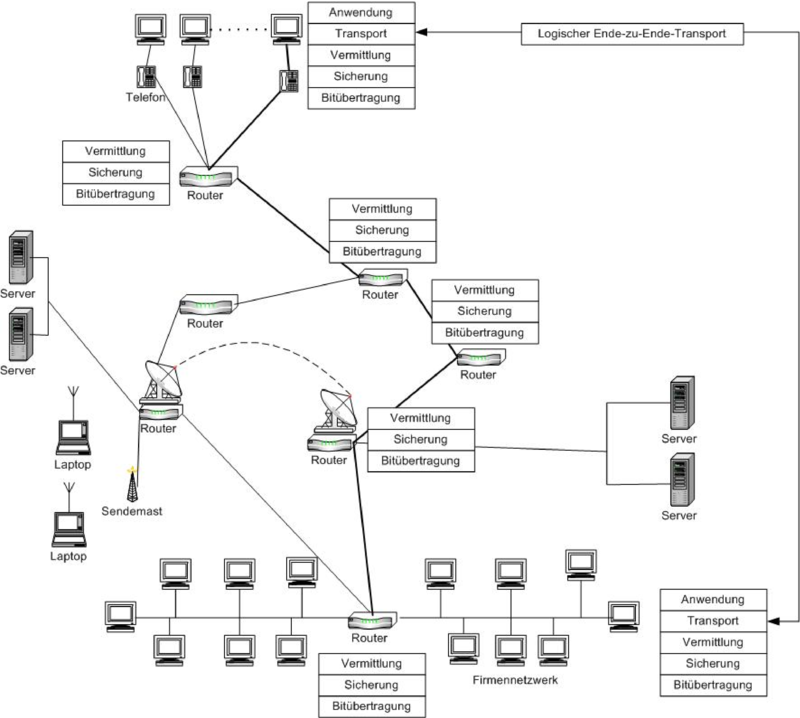 Anwendung
Transport
Vermittlung
Sicherung
Bitübertragung
Logischer Ende-zu-Ende-Transport
Telefon
Vermittlung
Sicherung
Bitübertragung
Router
Vermittlung
Sicherung
Bitübertragung
Router
Server
Server
Router
Vermittlung
Sicherung
Bitübertragung
Router
Router
Vermittlung
Sicherung
Bitübertragung
Router
Server
Server
Laptop
Sendemast
Laptop
Router
Vermittlung
Sicherung
Bitübertragung
Firmennetzwerk
Anwendung
Transport
Vermittlung
Sicherung
Bitübertragung